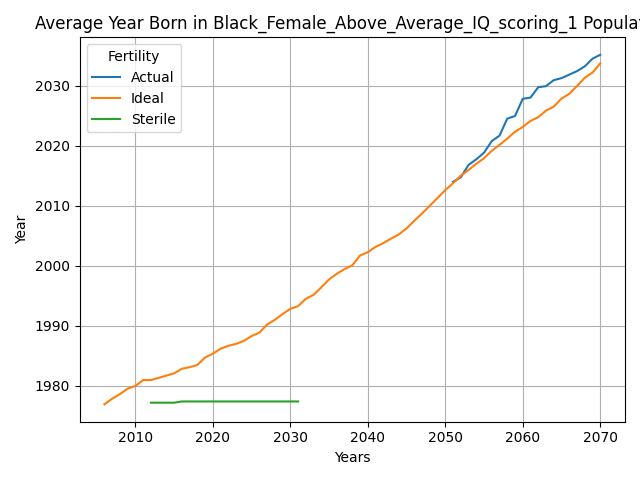 Average Year Born in Black_Female_Above_Average_IQ_scoring_1 Populat
Fertility
Actual
Ideal
Sterile
2030
2020
2010
2000
1990
1980
Year
2010 2020 2030 2040 2050 2060 2070
Years